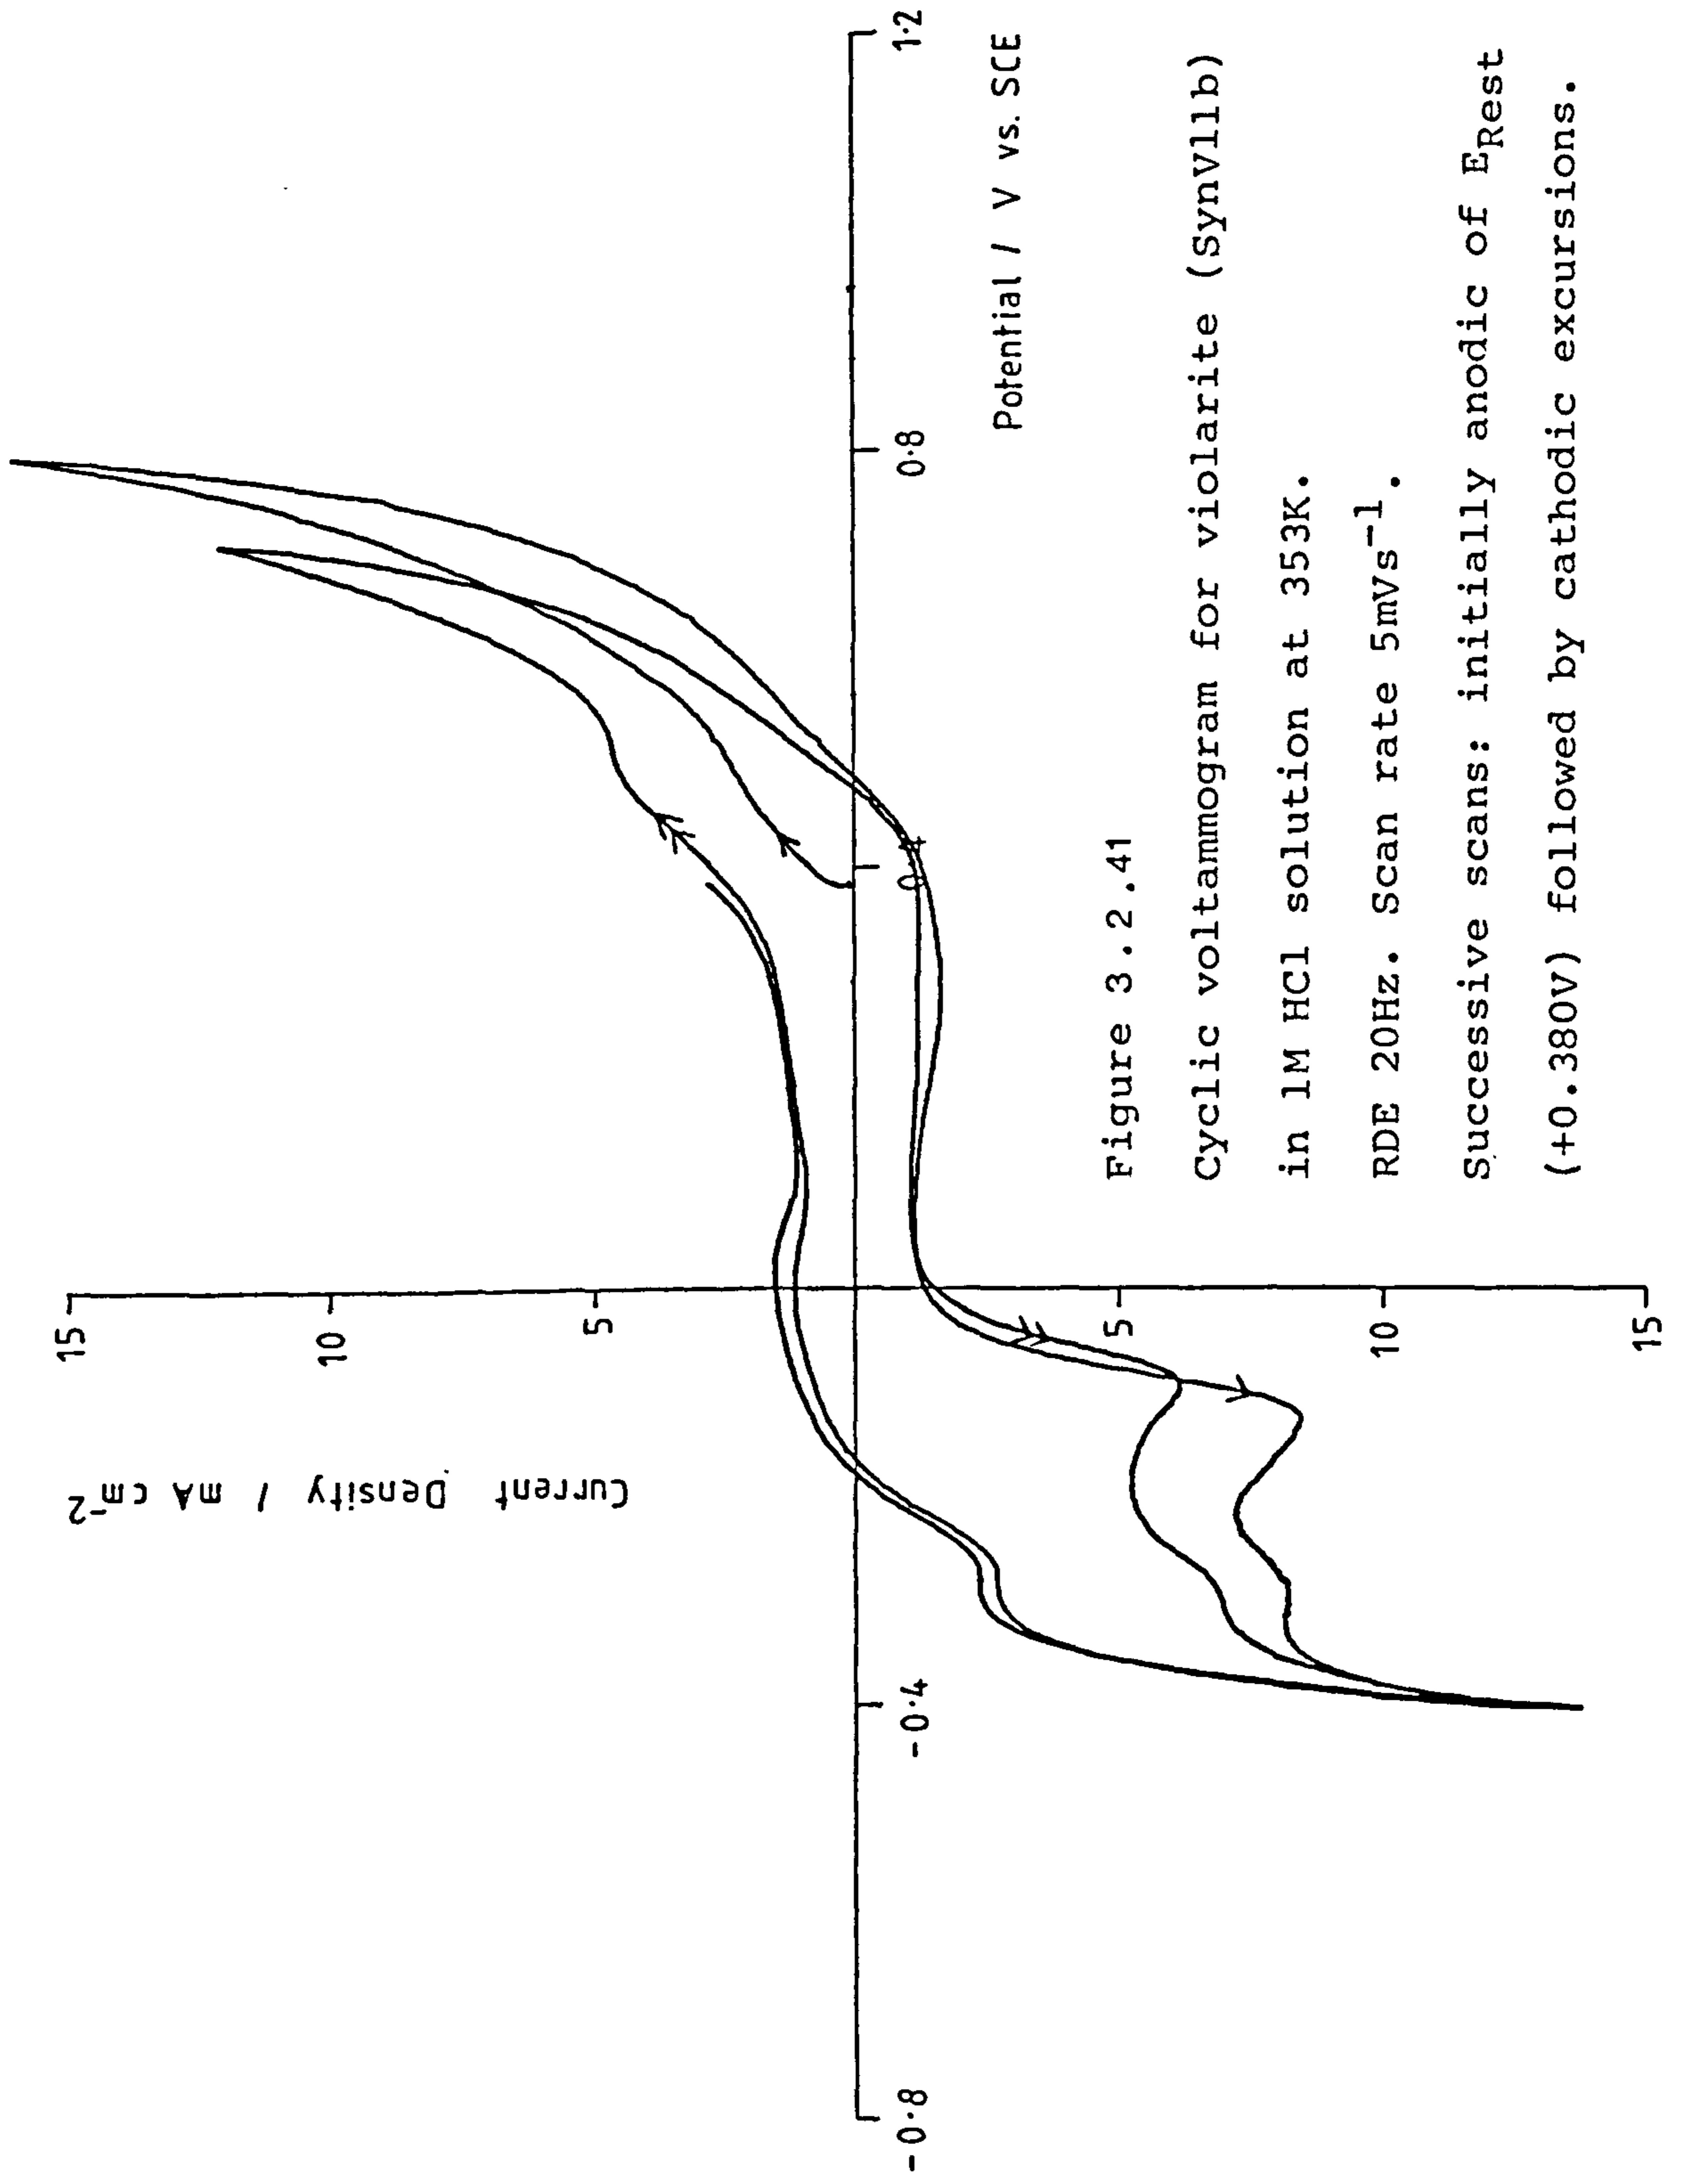 15
10
5
Current Density / mA cm-2
-0·8
-0·4
0·4
0·8
1·2
Potential / V vs. SCE
5
10
15
Figure 3.2.41
Cyclic voltammogram for violarite (Synvllb)
in 1M HCl solution at 353K.
RDE 20Hz. Scan rate 5mVs-1.
Successive scans: initially anodic of ERest
(+0.380V) followed by cathodic excursions.